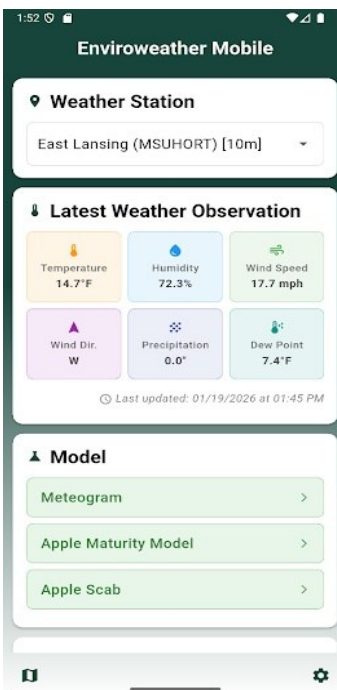 1:52
Enviroweather Mobile
Weather Station
East Lansing (MSUHORT) [10m]
Latest Weather Observation
Temperature
14.7°F
Humidity
72.3%
Wind Speed
17.7 mph
Wind Dir.
W
Precipitation
0.0"
Dew Point
7.4°F
Last updated: 01/19/2026 at 01:45 PM
Model
Meteogram
Apple Maturity Model
Apple Scab